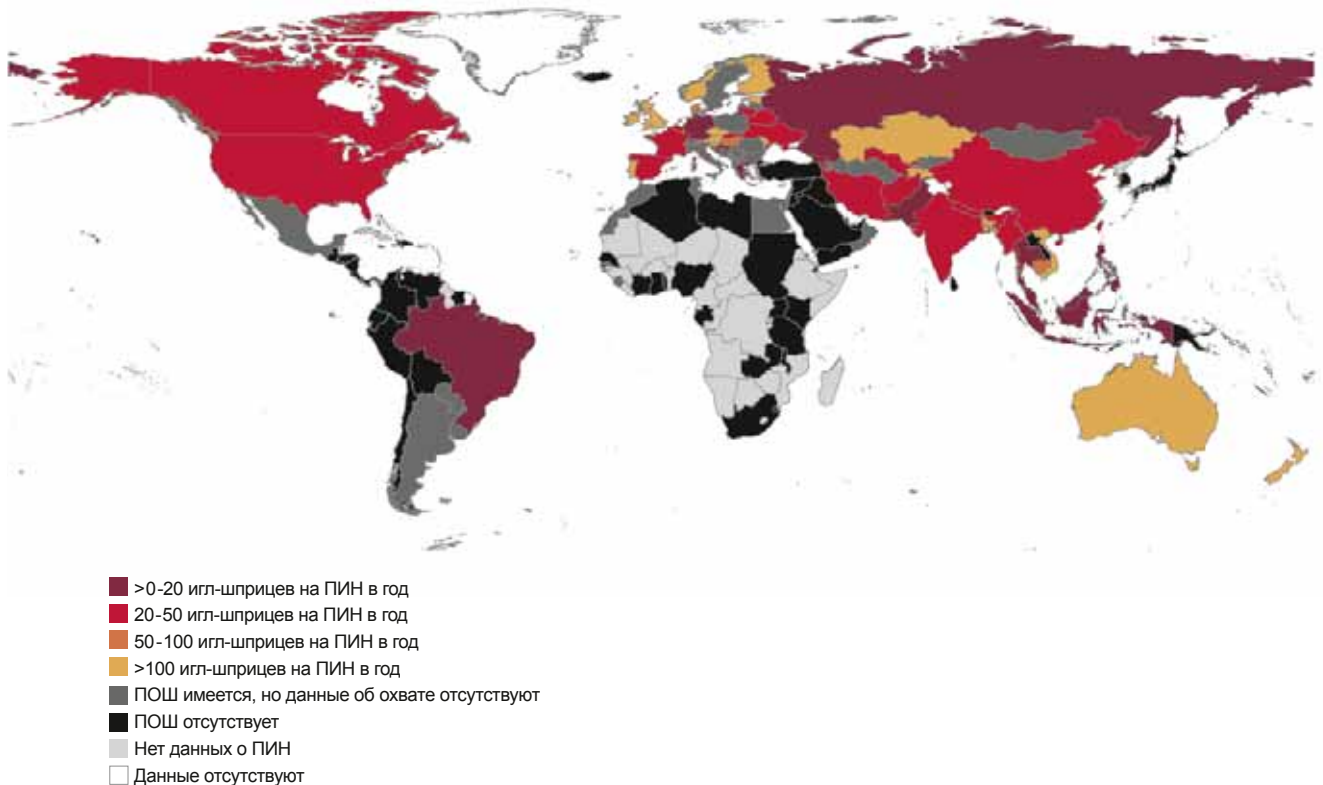 >0-20 игл-шприцев на ПИН в год
20-50 игл-шприцев на ПИН в год
50-100 игл-шприцев на ПИН в год
>100 игл-шприцев на ПИН в год
ПОШ имеется, но данные об охвате отсутствуют
ПОШ отсутствует
Нет данных о ПИН
Данные отсутствуют